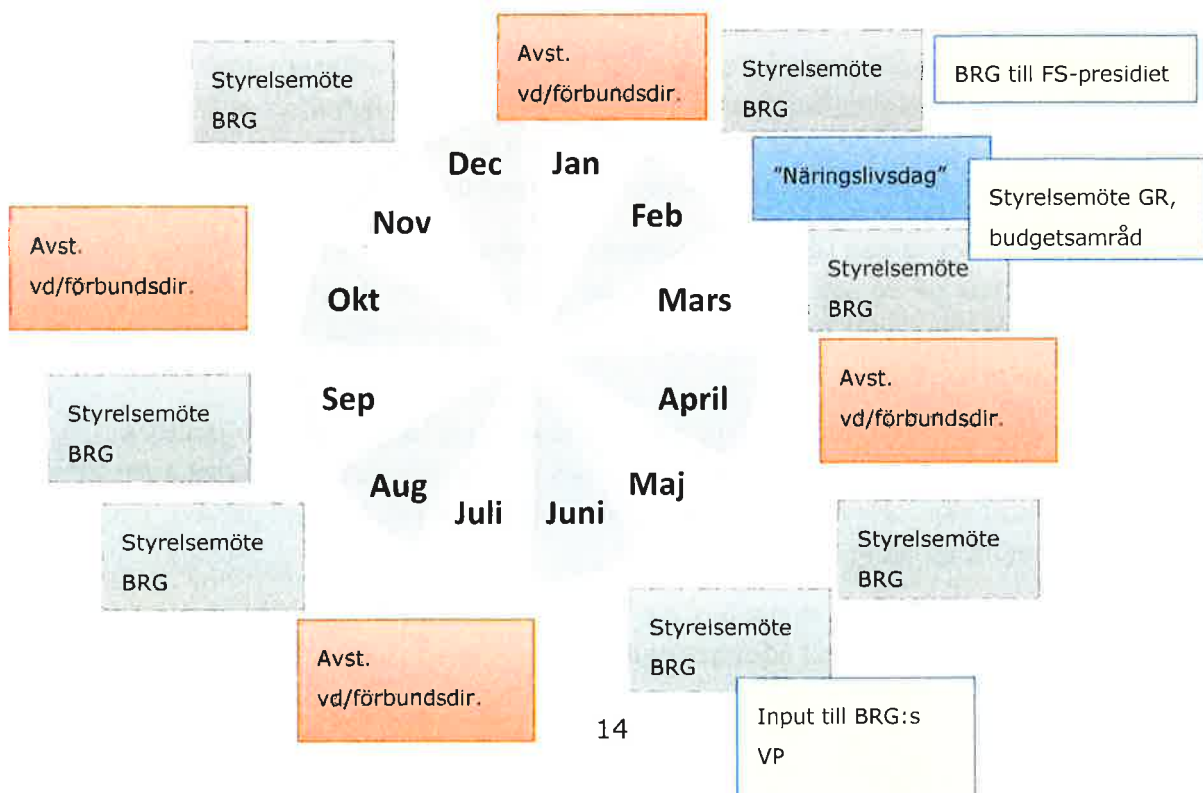 Styrelsemöte
BRG
Avst.
vd/förbundsdir.
Styrelsemöte
BRG
BRG till FS-presidiet
"Näringslivsdag"
Styrelsemöte GR,
budgetsamråd
Dec
Jan
Nov
Feb
Avst.
vd/förbundsdir.
Okt
Mars
Styrelsemöte
BRG
Styrelsemöte
BRG
Sep
April
Avst.
vd/förbundsdir.
Aug
Juli
Juni
Maj
Styrelsemöte
BRG
Styrelsemöte
BRG
Avst.
vd/förbundsdir.
Styrelsemöte
BRG
Input till BRG:s
VP
14